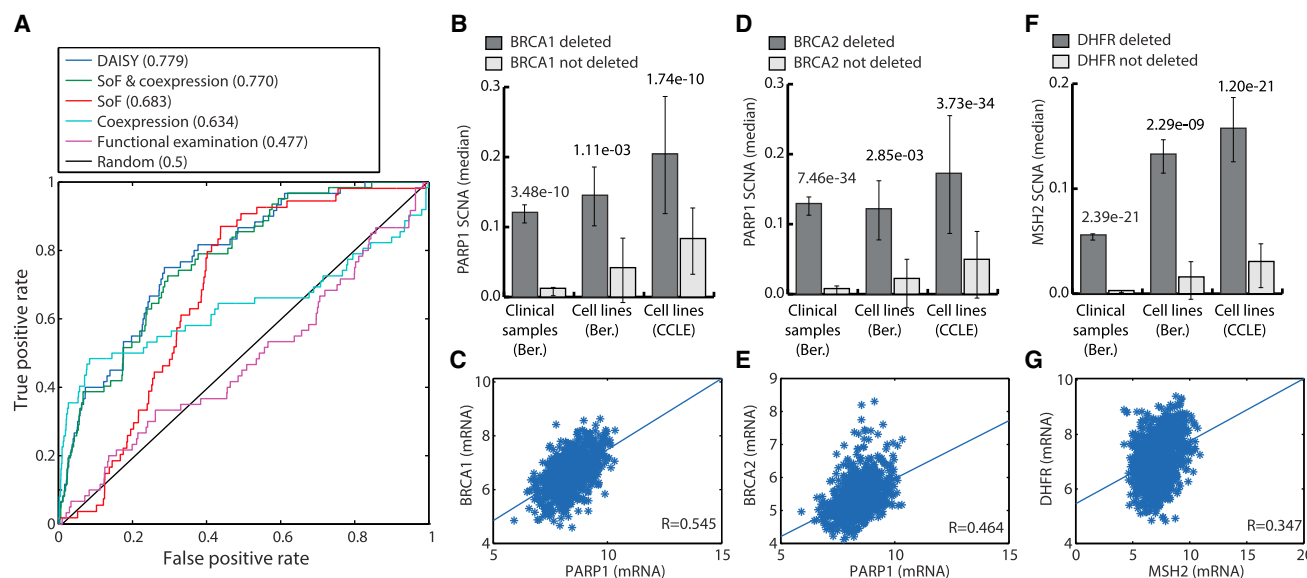 A
DAISY (0.779)
SoF & coexpression (0.770)
SoF (0.683)
Coexpression (0.634)
Functional examination (0.477)
Random (0.5)
True positive rate
1
0.8
0.6
0.4
0.2
0
0
0.2
0.4
0.6
0.8
1
False positive rate
B
BRCA1 deleted
BRCA1 not deleted
PARP1 SCNA (median)
0.3
0.2
0.1
0.0
3.48e-10
1.11e-03
1.74e-10
Clinical samples (Ber.)
Cell lines (Ber.)
Cell lines (CCLE)
C
BRCA1 (mRNA)
10
8
6
4
5
10
15
PARP1 (mRNA)
R=0.545
D
BRCA2 deleted
BRCA2 not deleted
PARP1 SCNA (median)
0.3
0.2
0.1
0.0
7.46e-34
2.85e-03
3.73e-34
Clinical samples (Ber.)
Cell lines (Ber.)
Cell lines (CCLE)
E
BRCA2 (mRNA)
9
8
7
6
5
4
5
10
15
PARP1 (mRNA)
R=0.464
F
DHFR deleted
DHFR not deleted
MSH2 SCNA (median)
0.2
0.1
0.0
2.39e-21
2.29e-09
1.20e-21
Clinical samples (Ber.)
Cell lines (Ber.)
Cell lines (CCLE)
G
DHFR (mRNA)
10
8
6
4
0
5
10
15
20
MSH2 (mRNA)
R=0.347